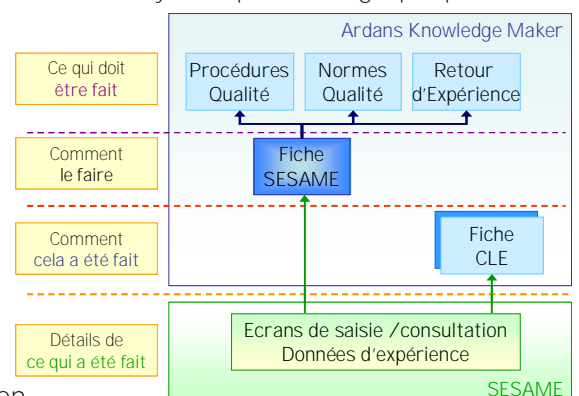 Ardans Knowledge Maker
Ce qui doit
être fait
Procédures
Qualité
Normes
Qualité
Retour
d'Expérience
Comment
le faire
Fiche
SESAME
Comment
cela a été fait
Fiche
CLE
Détails de
ce qui a été fait
Ecrans de saisie /consultation
Données d'expérience
SESAME